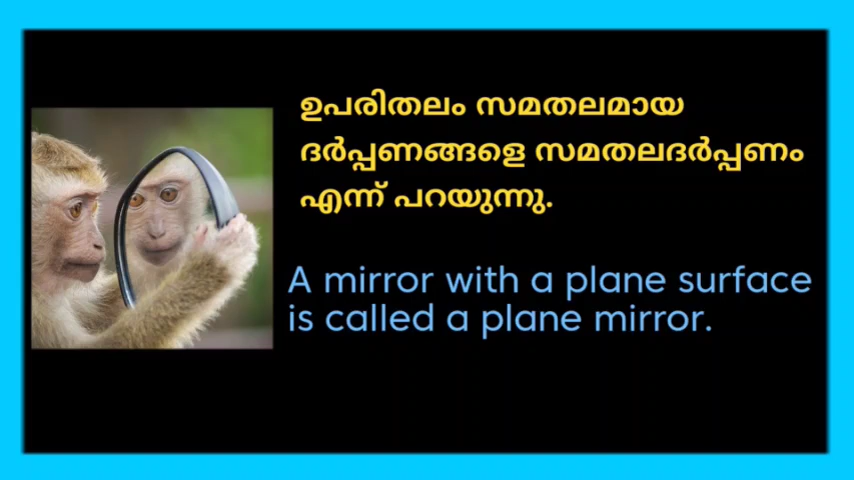 ഉപരിതലം സമതലമായ
ദർപ്പണങ്ങളെ സമതലദർപ്പണം
എന്ന് പറയുന്നു.
A mirror with a plane surface
is called a plane mirror.